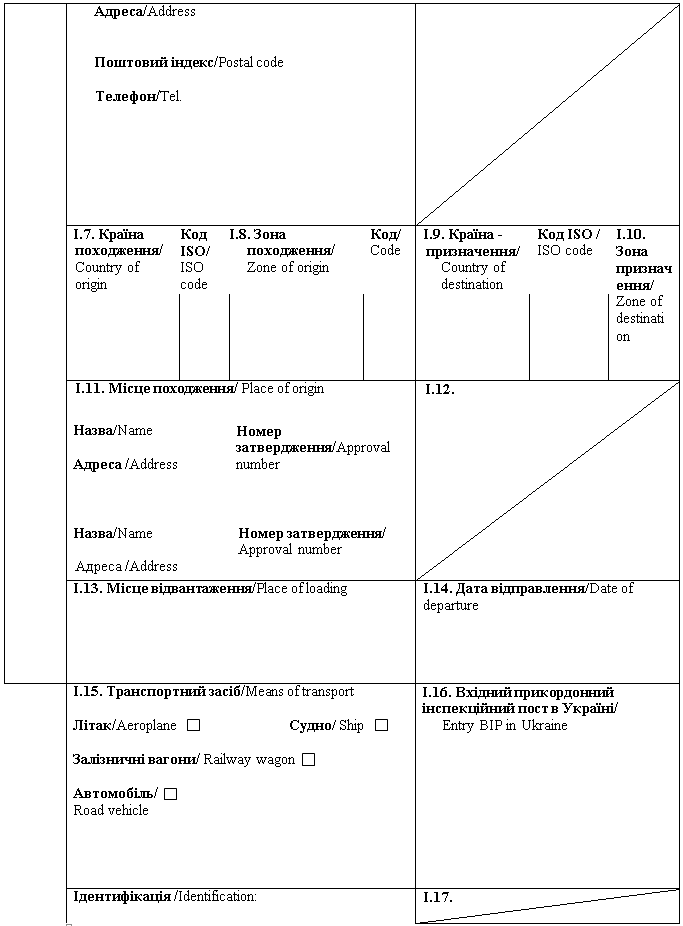 Адреса/Address
Поштовий індекс/Postal code
Телефон/Tel.
I.7. Країна
походження/
Country of
origin
Код
ISO/
ISO
code
I.8. Зона
походження/
Zone of origin
Код/
Code
I.9. Країна -
призначення/
Country of
destination
Код ISO /
ISO code
I.10.
Зона
признач
ення/
Zone of
destinati
on
I.11. Місце походження/ Place of origin
Назва/Name
Адреса /Address
Номер
затвердження/Approval
number
Назва/Name
Адреса /Address
Номер затвердження/
Approval number
I.12.
I.13. Місце відвантаження/Place of loading
I.14. Дата відправлення/Date of
departure
I.15. Транспортний засіб/Means of transport
Літак/Aeroplane □ Судно/ Ship □
Залізничні вагони/ Railway wagon □
Автомобіль/ □
Road vehicle
I.16. Вхідний прикордонний
інспекційний пост в Україні/
Entry BIP in Ukraine
Ідентифікація /Identification:
I.17.